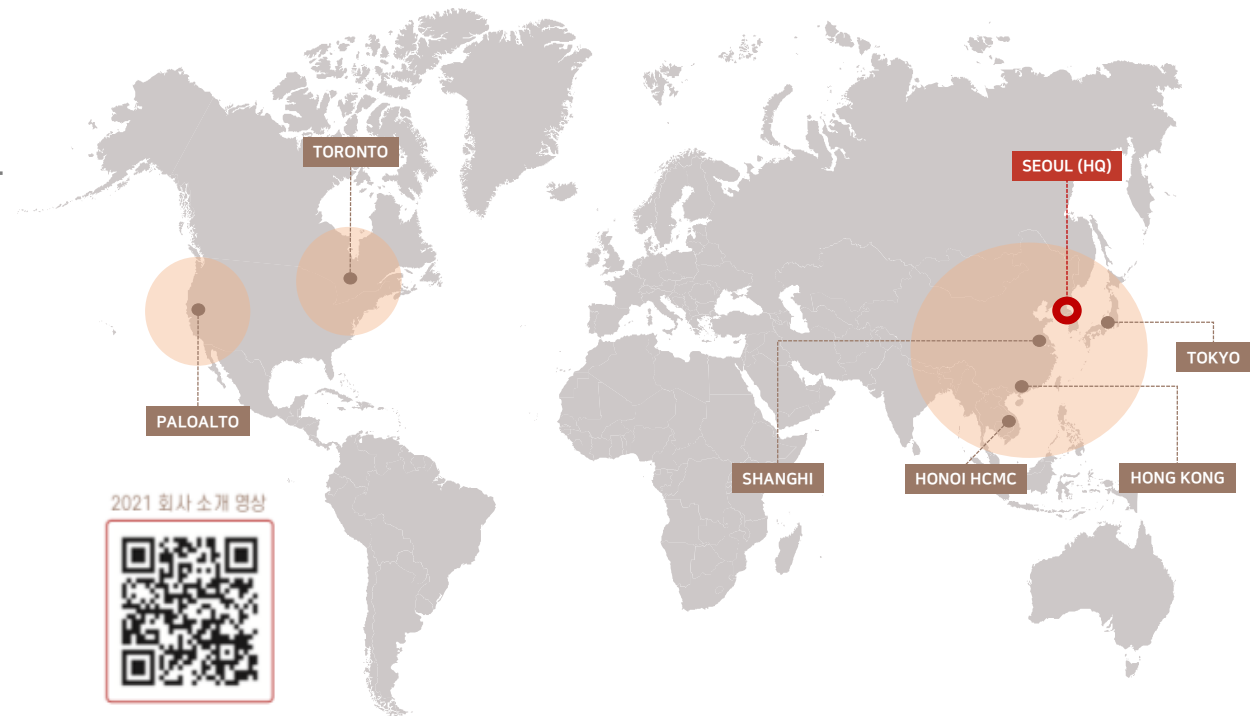 TORONTO
SEOUL (HQ)
TOKYO
PALOALTO
SHANGHI
HONOI HCMC
HONG KONG
2021 회사 소개 영상